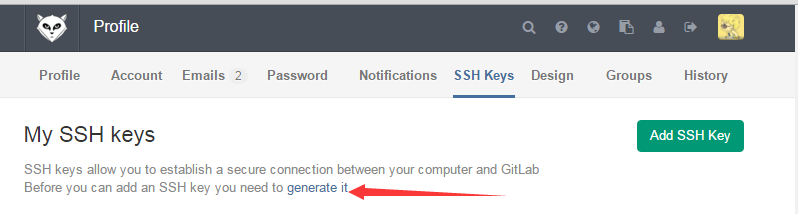 Profile
Profile Account Emails 2 Password Notifications SSH Keys Design Groups History
My SSH keys
Add SSH Key
SSH keys allow you to establish a secure connection between your computer and GitLab
Before you can add an SSH key you need to generate it